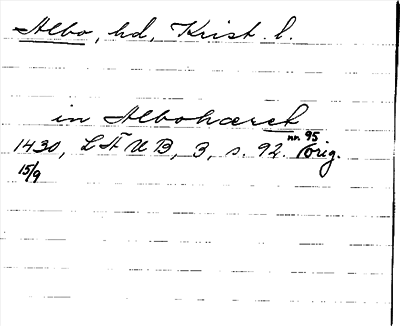 Albo, hd, Krist. l.
in Albohæreth
nr. 95
1430, LÄUB, 3, s. 92. Orig.
15/9